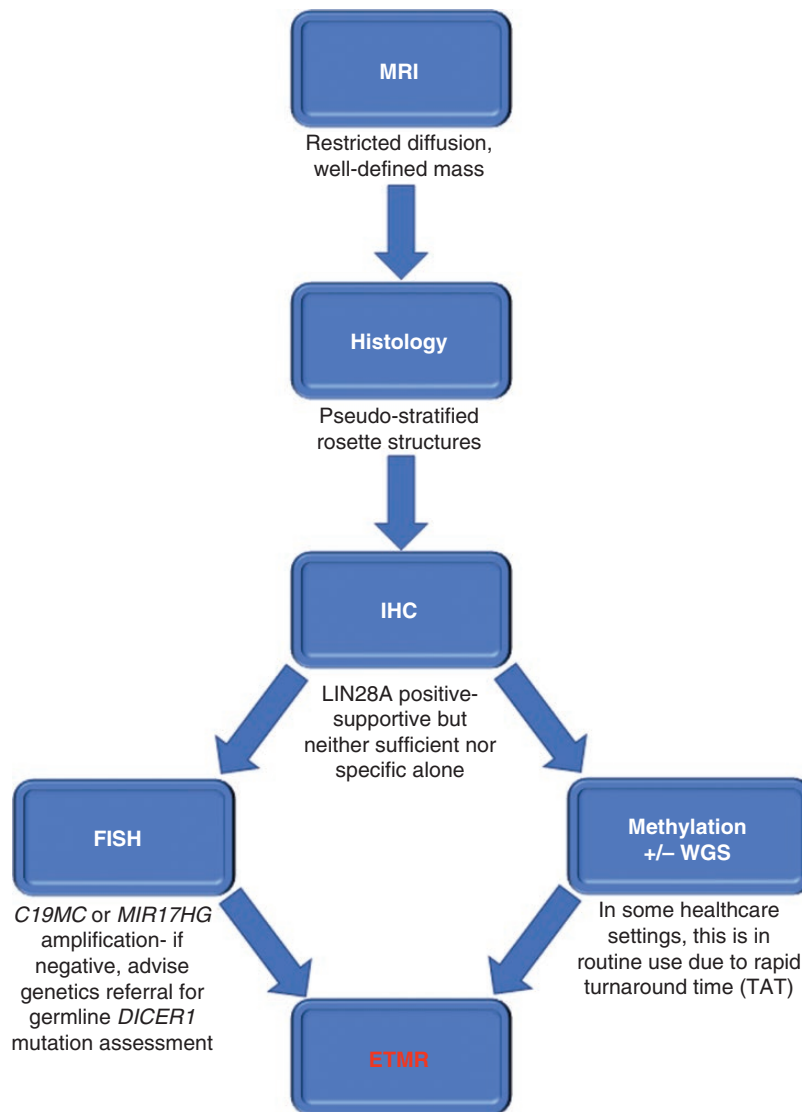 MRI
Restricted diffusion,
well-defined mass
Histology
Pseudo-stratified
rosette structures
IHC
LIN28A positive-
supportive but
neither sufficient nor
specific alone
FISH
C19MC or MIR17HG
amplification- if
negative, advise
genetics referral for
germline DICER1
mutation assessment
Methylation
+/– WGS
In some healthcare
settings, this is in
routine use due to rapid
turnaround time (TAT)
ETMR